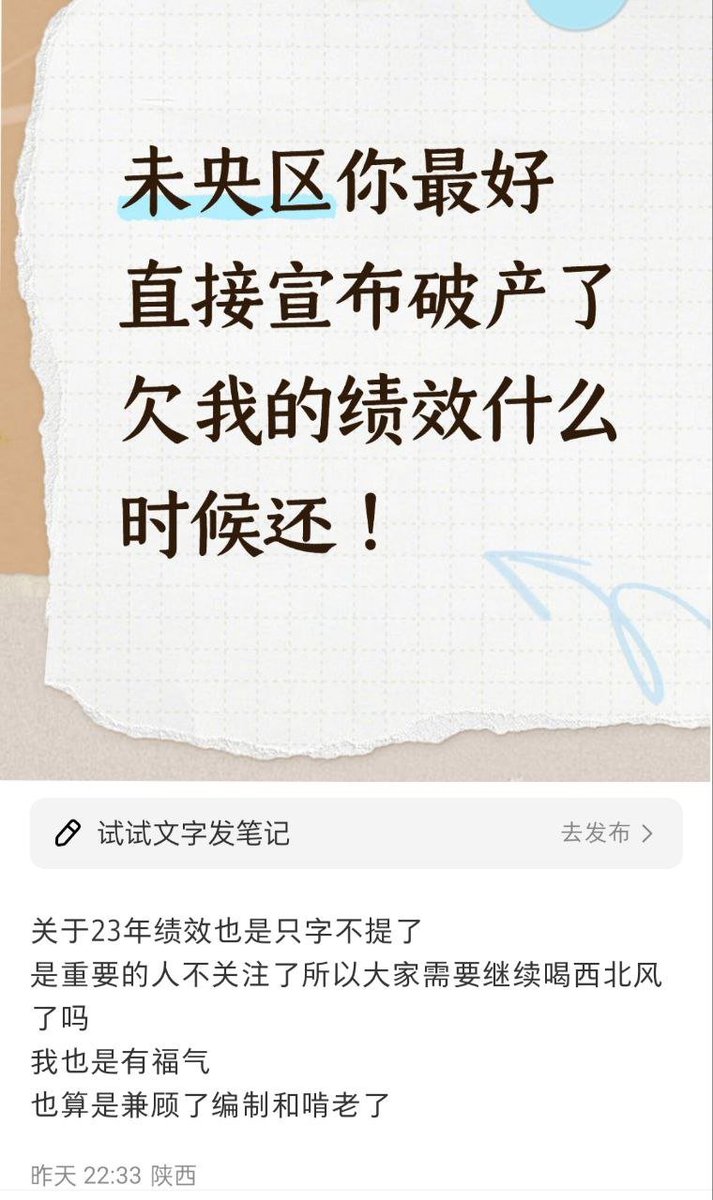 未央区你最好
直接宣布破产了
欠我的绩效什么
时候还！
试试文字发笔记
去发布
关于23年绩效也是只字不提了
是重要的人不关注了所以大家需要继续喝西北风
了吗
我也是有福气
也算是兼顾了编制和啃老了
昨天 22:33 陕西